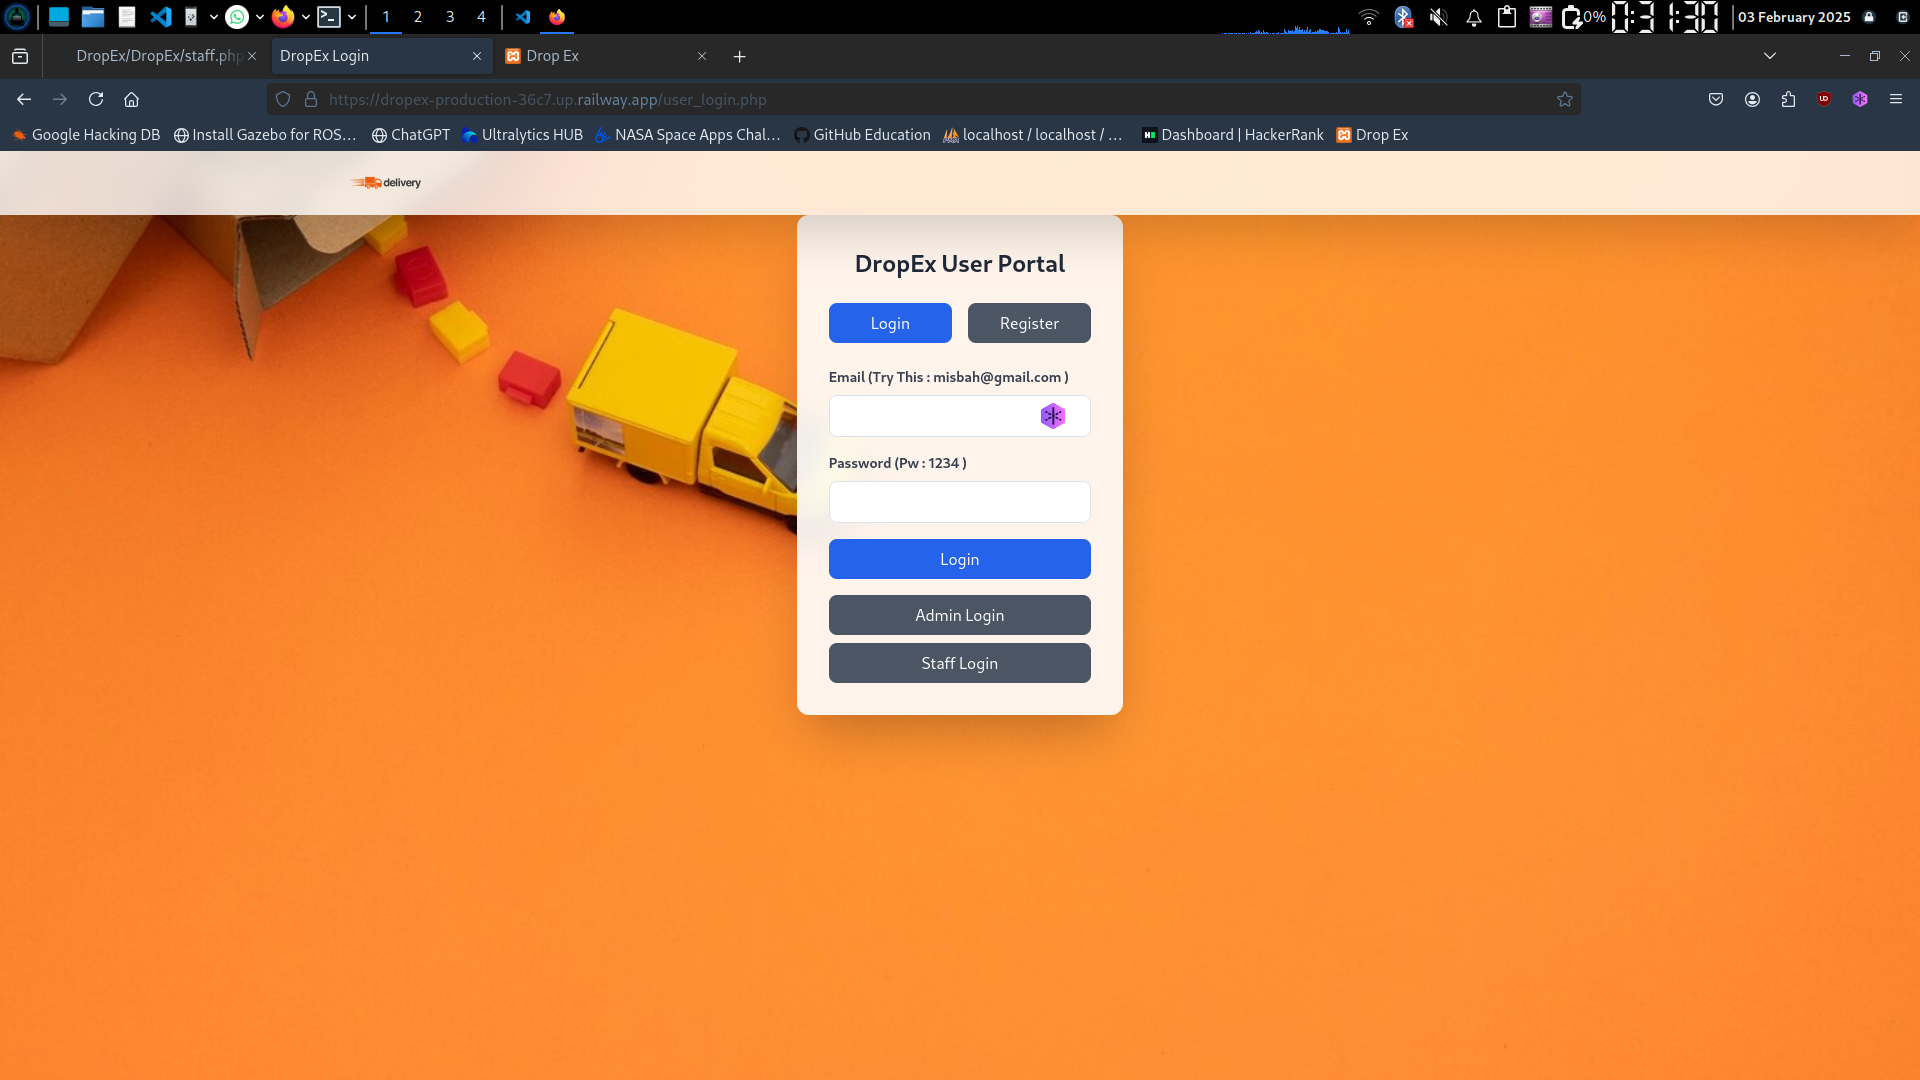 1 2 3 4 0% 03:11:30 03 February 2025
DropEx/DropEx/staff.php DropEx Login Drop Ex
https://dropex-production-36c7.up.railway.app/user_login.php
Google Hacking DB Install Gazebo for ROS… ChatGPT Ultralytics HUB NASA Space Apps Chal… GitHub Education localhost / localhost / … Dashboard | HackerRank Drop Ex
delivery
DropEx User Portal
Login Register
Email (Try This : misbah@gmail.com )
Password (Pw : 1234 )
Login
Admin Login
Staff Login